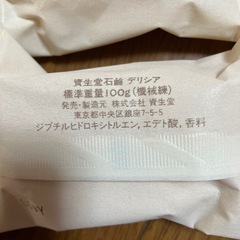 資生堂石鹸 デリシア
標準重量100g(機械練)
発売・製造元 株式会社 資生堂
東京都中央区銀座7-5-5
ジブチルヒドロキシトルエン, エデト酸, 香料